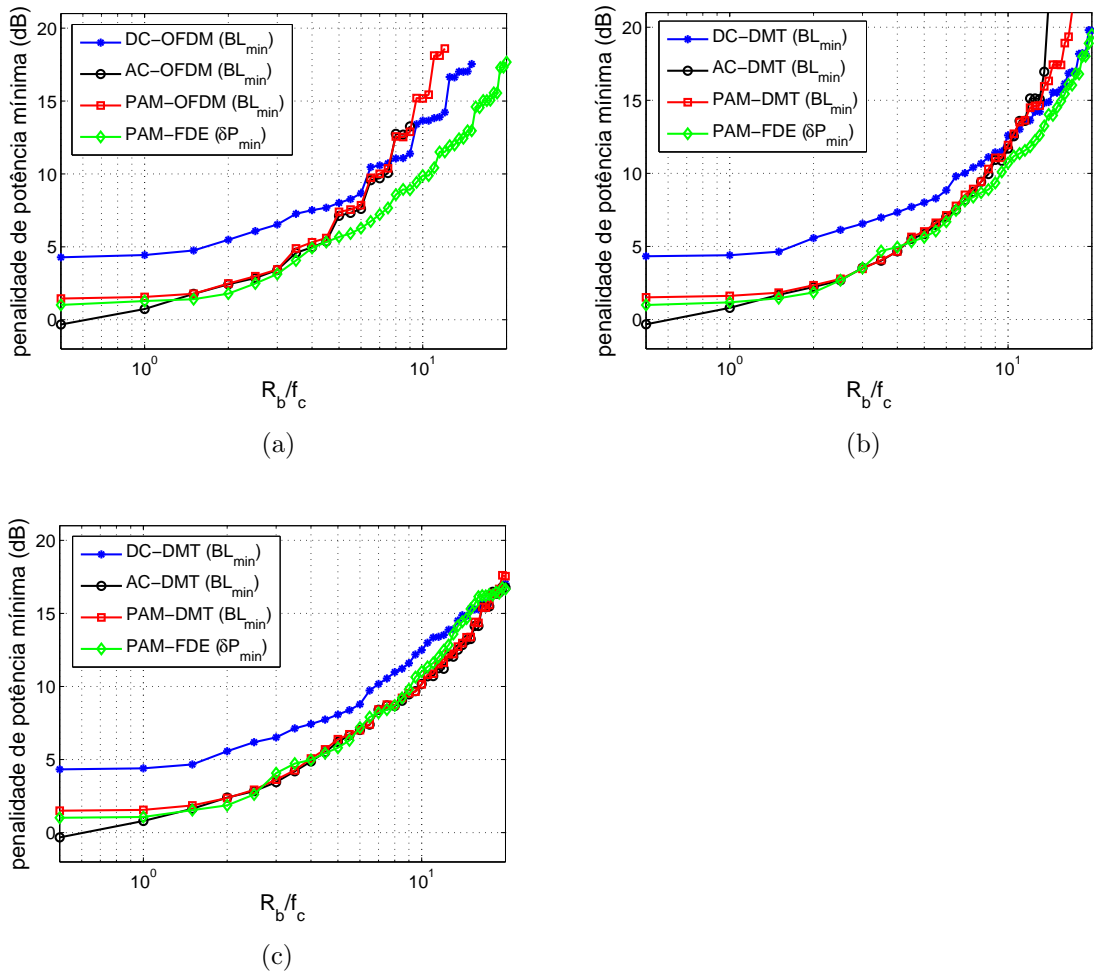 penalidade de potência mínima (dB)
20
15
10
5
0
DC−OFDM (BLmin)
AC−OFDM (BLmin)
PAM−OFDM (BLmin)
PAM−FDE (δPmin)
10^0
10^1
Rb/fc
(a)
penalidade de potência mínima (dB)
20
15
10
5
0
DC−DMT (BLmin)
AC−DMT (BLmin)
PAM−DMT (BLmin)
PAM−FDE (δPmin)
10^0
10^1
Rb/fc
(b)
penalidade de potência mínima (dB)
20
15
10
5
0
DC−DMT (BLmin)
AC−DMT (BLmin)
PAM−DMT (BLmin)
PAM−FDE (δPmin)
10^0
10^1
Rb/fc
(c)